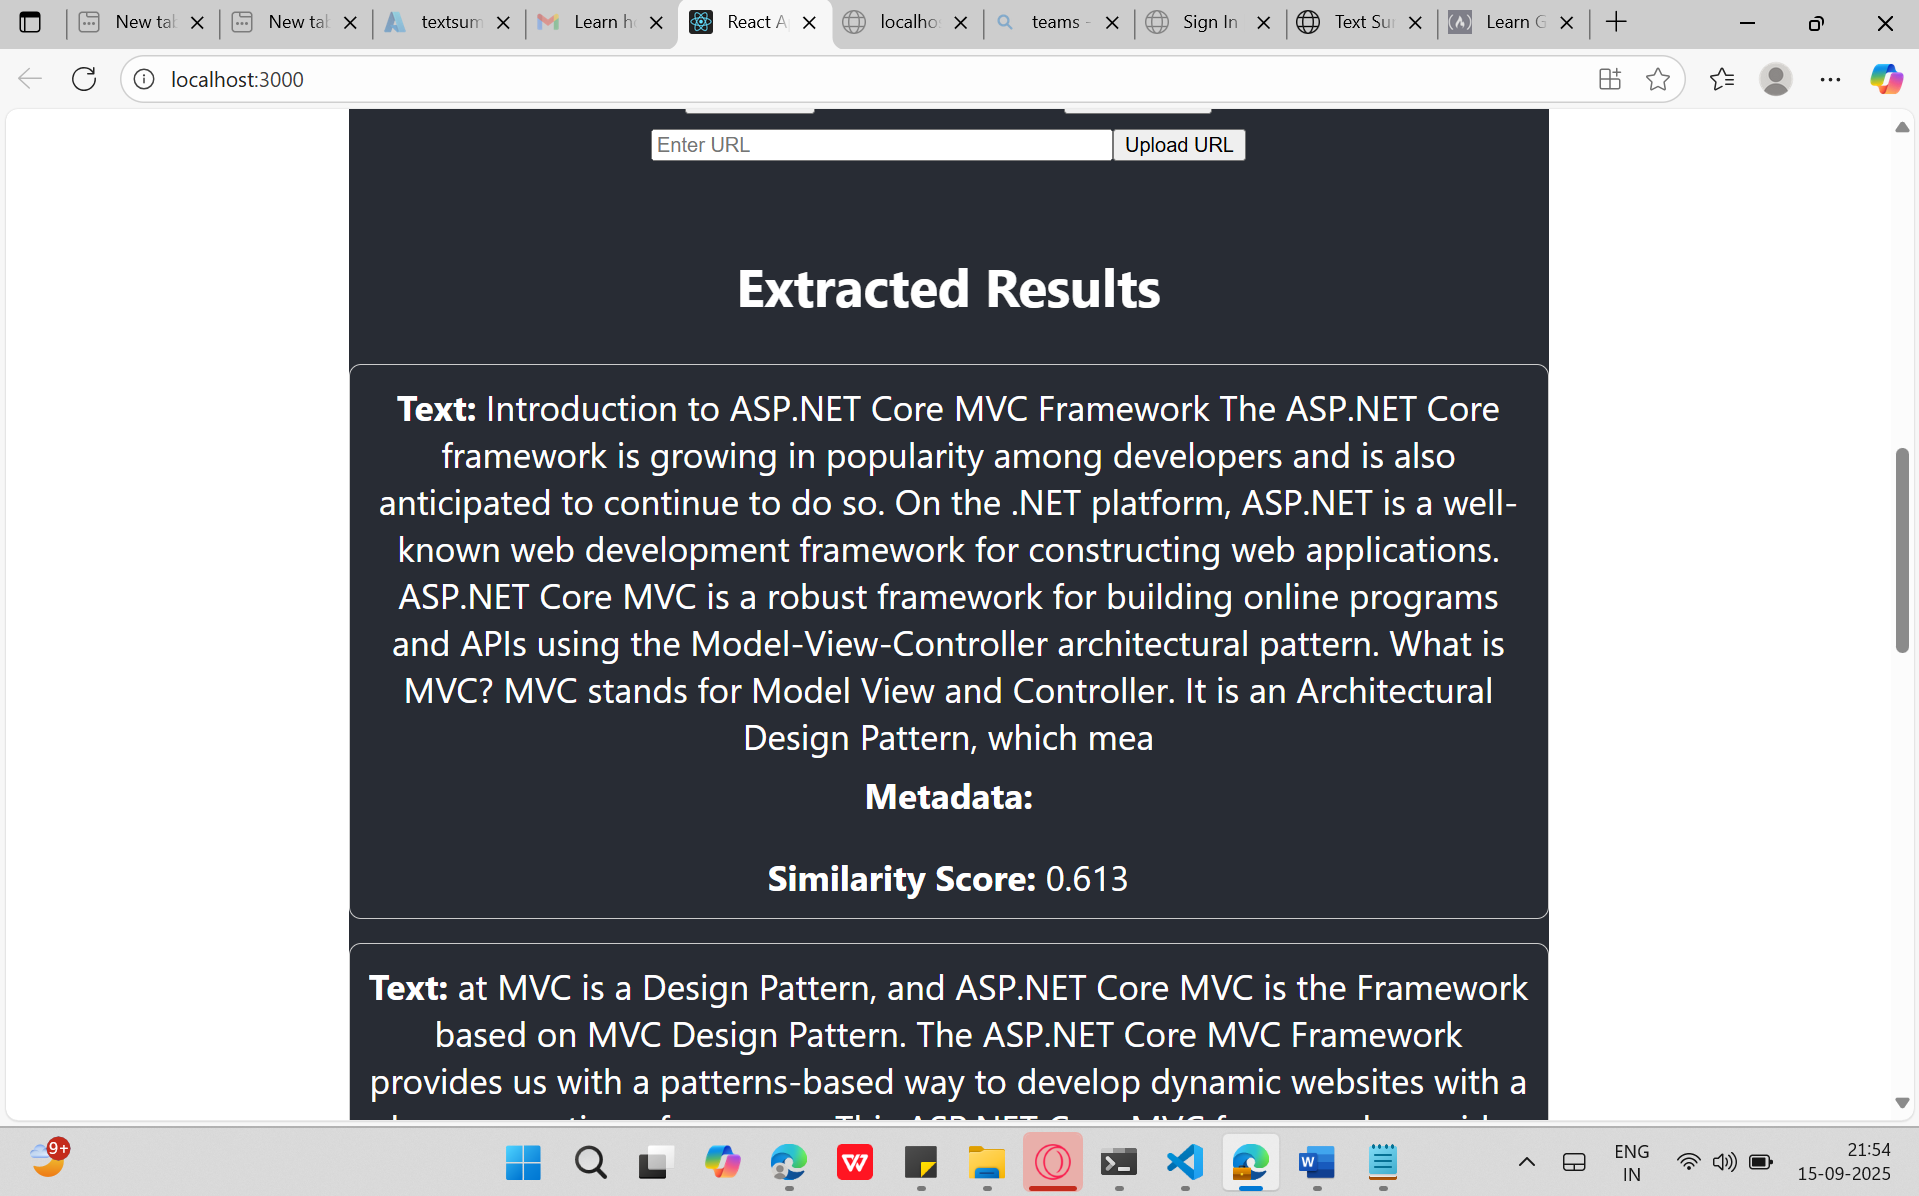 New tab
New tab
textsum
Learn h
React A
localho
teams -
Sign In
Text Su
Learn G
localhost:3000
Enter URL
Upload URL
Extracted Results
Text: Introduction to ASP.NET Core MVC Framework The ASP.NET Core
framework is growing in popularity among developers and is also
anticipated to continue to do so. On the .NET platform, ASP.NET is a well-
known web development framework for constructing web applications.
ASP.NET Core MVC is a robust framework for building online programs
and APIs using the Model-View-Controller architectural pattern. What is
MVC? MVC stands for Model View and Controller. It is an Architectural
Design Pattern, which mea
Metadata:
Similarity Score: 0.613
Text: at MVC is a Design Pattern, and ASP.NET Core MVC is the Framework
based on MVC Design Pattern. The ASP.NET Core MVC Framework
provides us with a patterns-based way to develop dynamic websites with a
9+
ENG
IN
21:54
15-09-2025